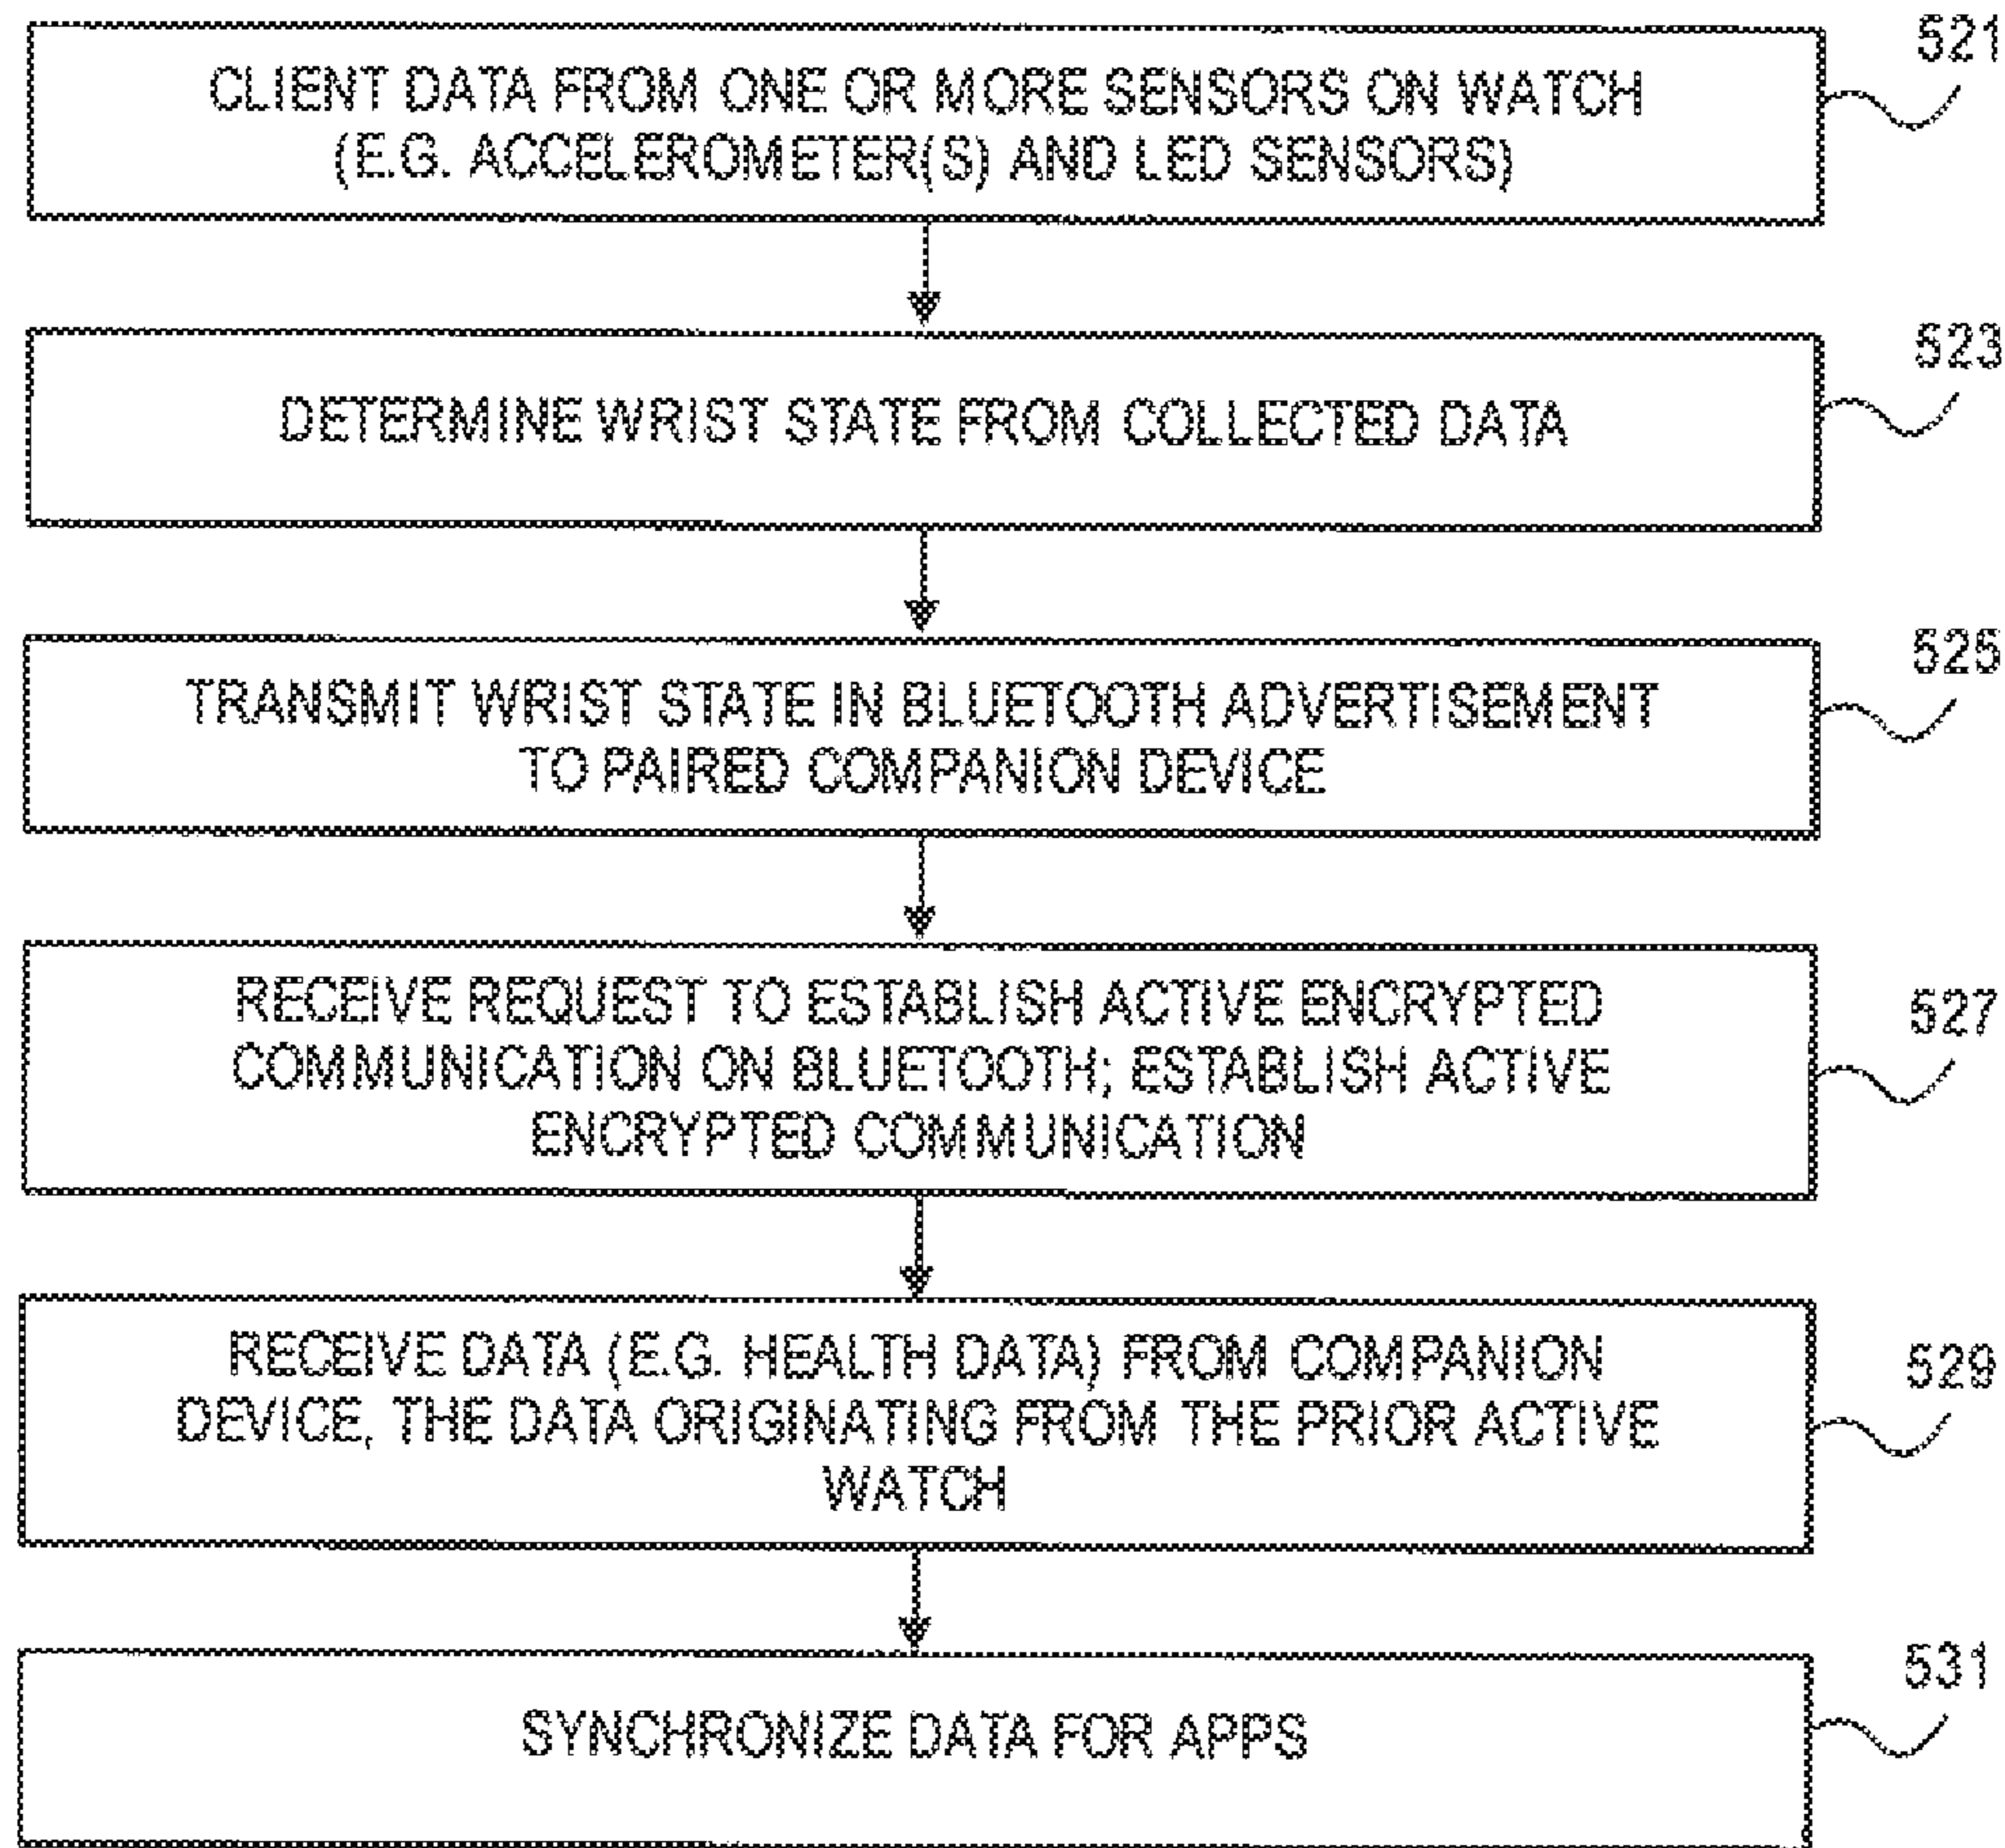 521
CLIENT DATA FROM ONE OR MORE SENSORS ON WATCH
(E.G. ACCELEROMETER(S) AND LED SENSORS)
523
DETERMINE WRIST STATE FROM COLLECTED DATA
525
TRANSMIT WRIST STATE IN BLUETOOTH ADVERTISEMENT
TO PAIRED COMPANION DEVICE
527
RECEIVE REQUEST TO ESTABLISH ACTIVE ENCRYPTED
COMMUNICATION ON BLUETOOTH; ESTABLISH ACTIVE
ENCRYPTED COMMUNICATION
529
RECEIVE DATA (E.G. HEALTH DATA) FROM COMPANION
DEVICE, THE DATA ORIGINATING FROM THE PRIOR ACTIVE
WATCH
531
SYNCHRONIZE DATA FOR APPS